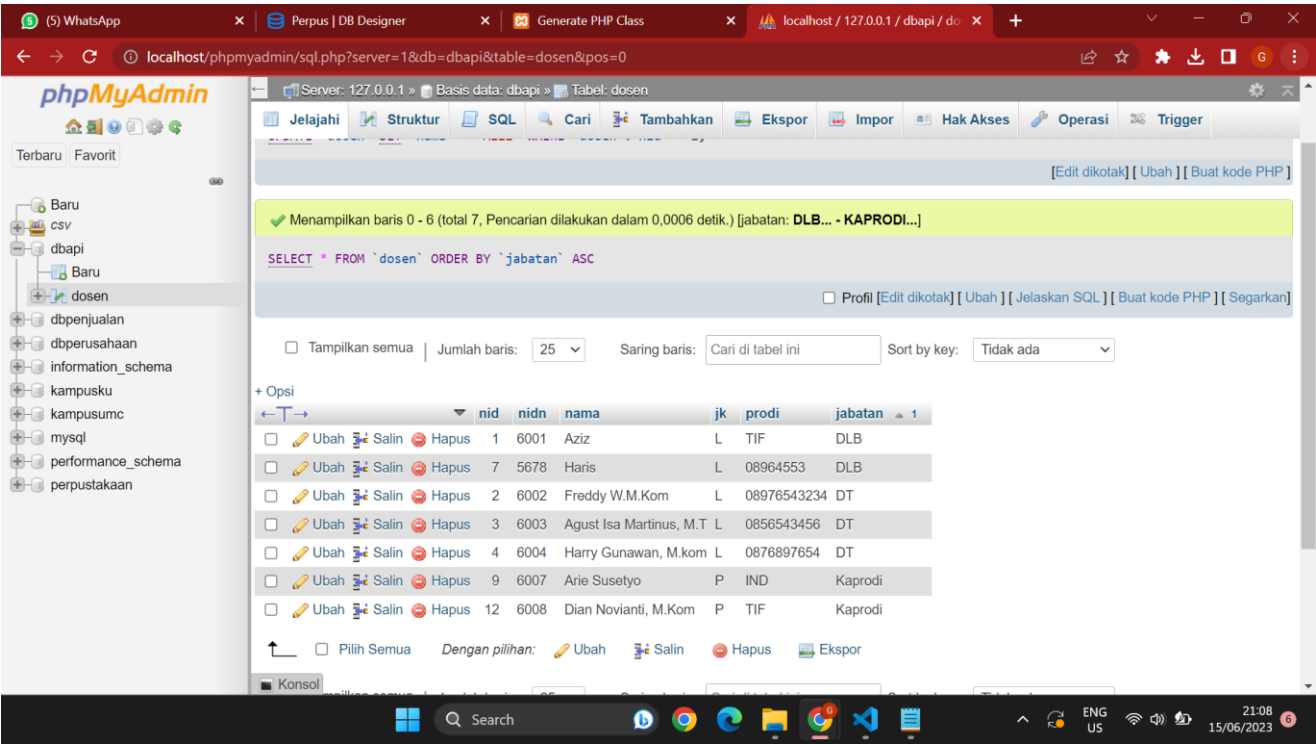 (5) WhatsApp
Perpus | DB Designer
Generate PHP Class
localhost / 127.0.0.1 / dbapi / do
localhost/phpmyadmin/sql.php?server=1&db=dbapi&table=dosen&pos=0
G
phpMyAdmin
Terbaru Favorit
Baru
csv
dbapi
Baru
dosen
dbpenjualan
dbperusahaan
information_schema
kampusku
kampusumc
mysql
performance_schema
perpustakaan
Server: 127.0.0.1 » Basis data: dbapi » Tabel: dosen
Jelajahi Struktur SQL Cari Tambahkan Ekspor Impor Hak Akses Operasi Trigger
[Edit dikotak] [ Ubah ] [ Buat kode PHP ]
Menampilkan baris 0 - 6 (total 7, Pencarian dilakukan dalam 0,0006 detik.) [jabatan: DLB... - KAPRODI...]
SELECT * FROM `dosen` ORDER BY `jabatan` ASC
Profil [Edit dikotak] [ Ubah ] [ Jelaskan SQL ] [ Buat kode PHP ] [ Segarkan]
Tampilkan semua | Jumlah baris: 25 Saring baris: Cari di tabel ini Sort by key: Tidak ada
+ Opsi
nid nidn nama jk prodi jabatan 1
Ubah Salin Hapus 1 6001 Aziz L TIF DLB
Ubah Salin Hapus 7 5678 Haris L 08964553 DLB
Ubah Salin Hapus 2 6002 Freddy W.M.Kom L 08976543234 DT
Ubah Salin Hapus 3 6003 Agust Isa Martinus, M.T L 0856543456 DT
Ubah Salin Hapus 4 6004 Harry Gunawan, M.kom L 0876897654 DT
Ubah Salin Hapus 9 6007 Arie Susetyo P IND Kaprodi
Ubah Salin Hapus 12 6008 Dian Novianti, M.Kom P TIF Kaprodi
Pilih Semua Dengan pilihan: Ubah Salin Hapus Ekspor
Konsol
Search
ENG
US
21:08
15/06/2023
6